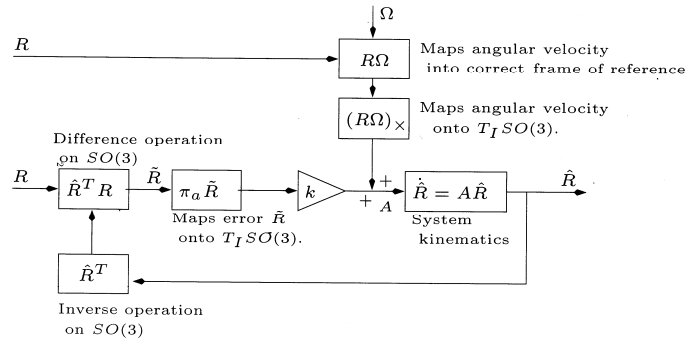 Ω
R
RΩ
Maps angular velocity
into correct frame of reference
(RΩ)×
Maps angular velocity
onto T_I SO(3).
Difference operation
on SO(3)
R
R̂^T R
R̃
π_a R̃
k
+
+
A
R̂̇ = AR̂
R̂
Maps error R̃
onto T_I SO(3).
System
kinematics
R̂^T
Inverse operation
on SO(3)